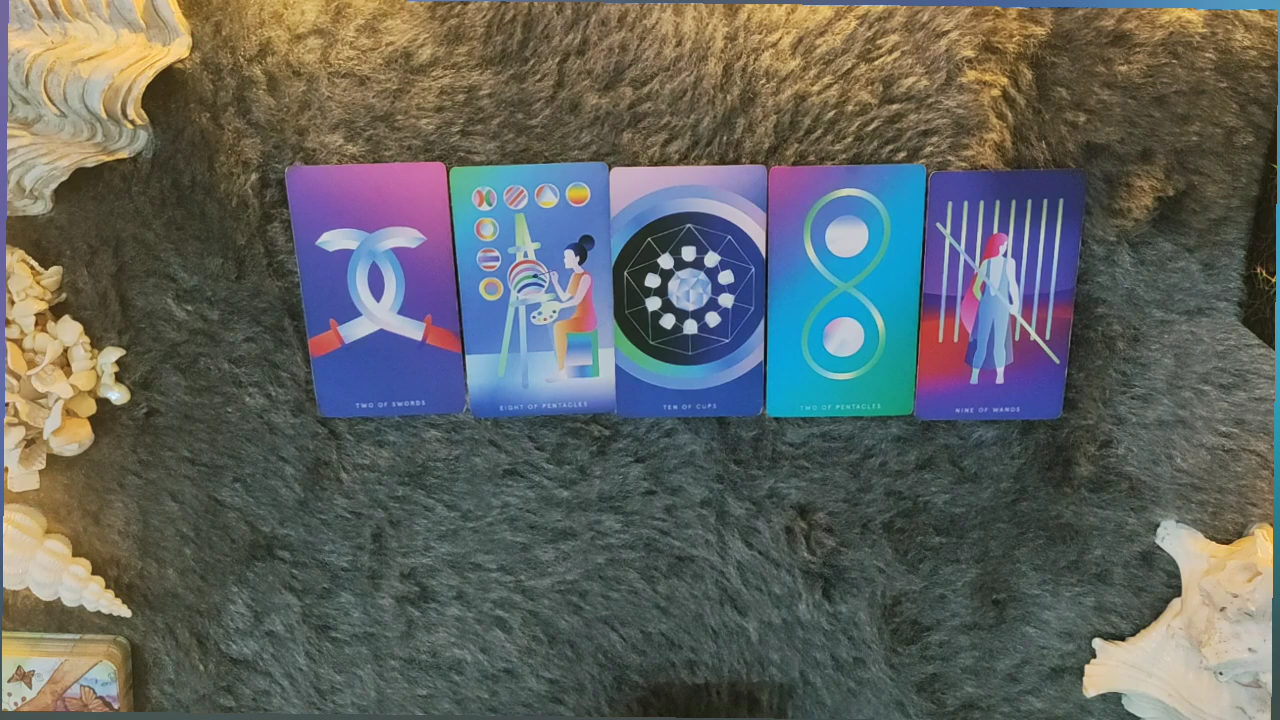 TWO OF SWORDS
EIGHT OF PENTACLES
TEN OF CUPS
TWO OF PENTACLES
NINE OF WANDS